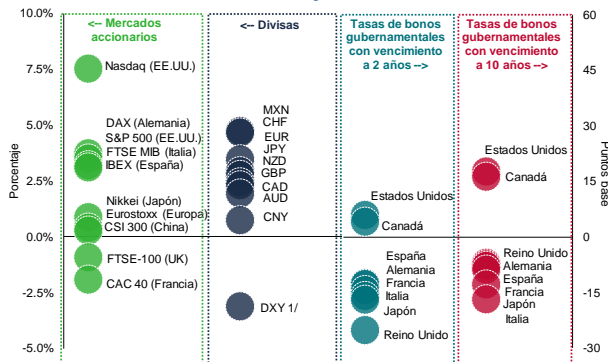 10.0%
7.5%
5.0%
2.5%
0.0%
-2.5%
-5.0%
Porcentaje
<-- Mercados
accionarios
Nasdaq (EE.UU.)
DAX (Alemania)
S&P 500 (EE.UU.)
FTSE MIB (Italia)
IBEX (España)
Nikkei (Japón)
Eurostoxx (Europa)
CSI 300 (China)
FTSE-100 (UK)
CAC 40 (Francia)
<-- Divisas
MXN
CHF
EUR
JPY
NZD
GBP
CAD
AUD
CNY
DXY 1/
Tasas de bonos
gubernamentales
con vencimiento
a 2 años -->
Estados Unidos
Canadá
España
Alemania
Francia
Italia
Japón
Reino Unido
Tasas de bonos
gubernamentales
con vencimiento
a 10 años -->
Estados Unidos
Canadá
Reino Unido
Alemania
España
Francia
Japón
Italia
60
45
30
15
0
-15
-30
Puntos base